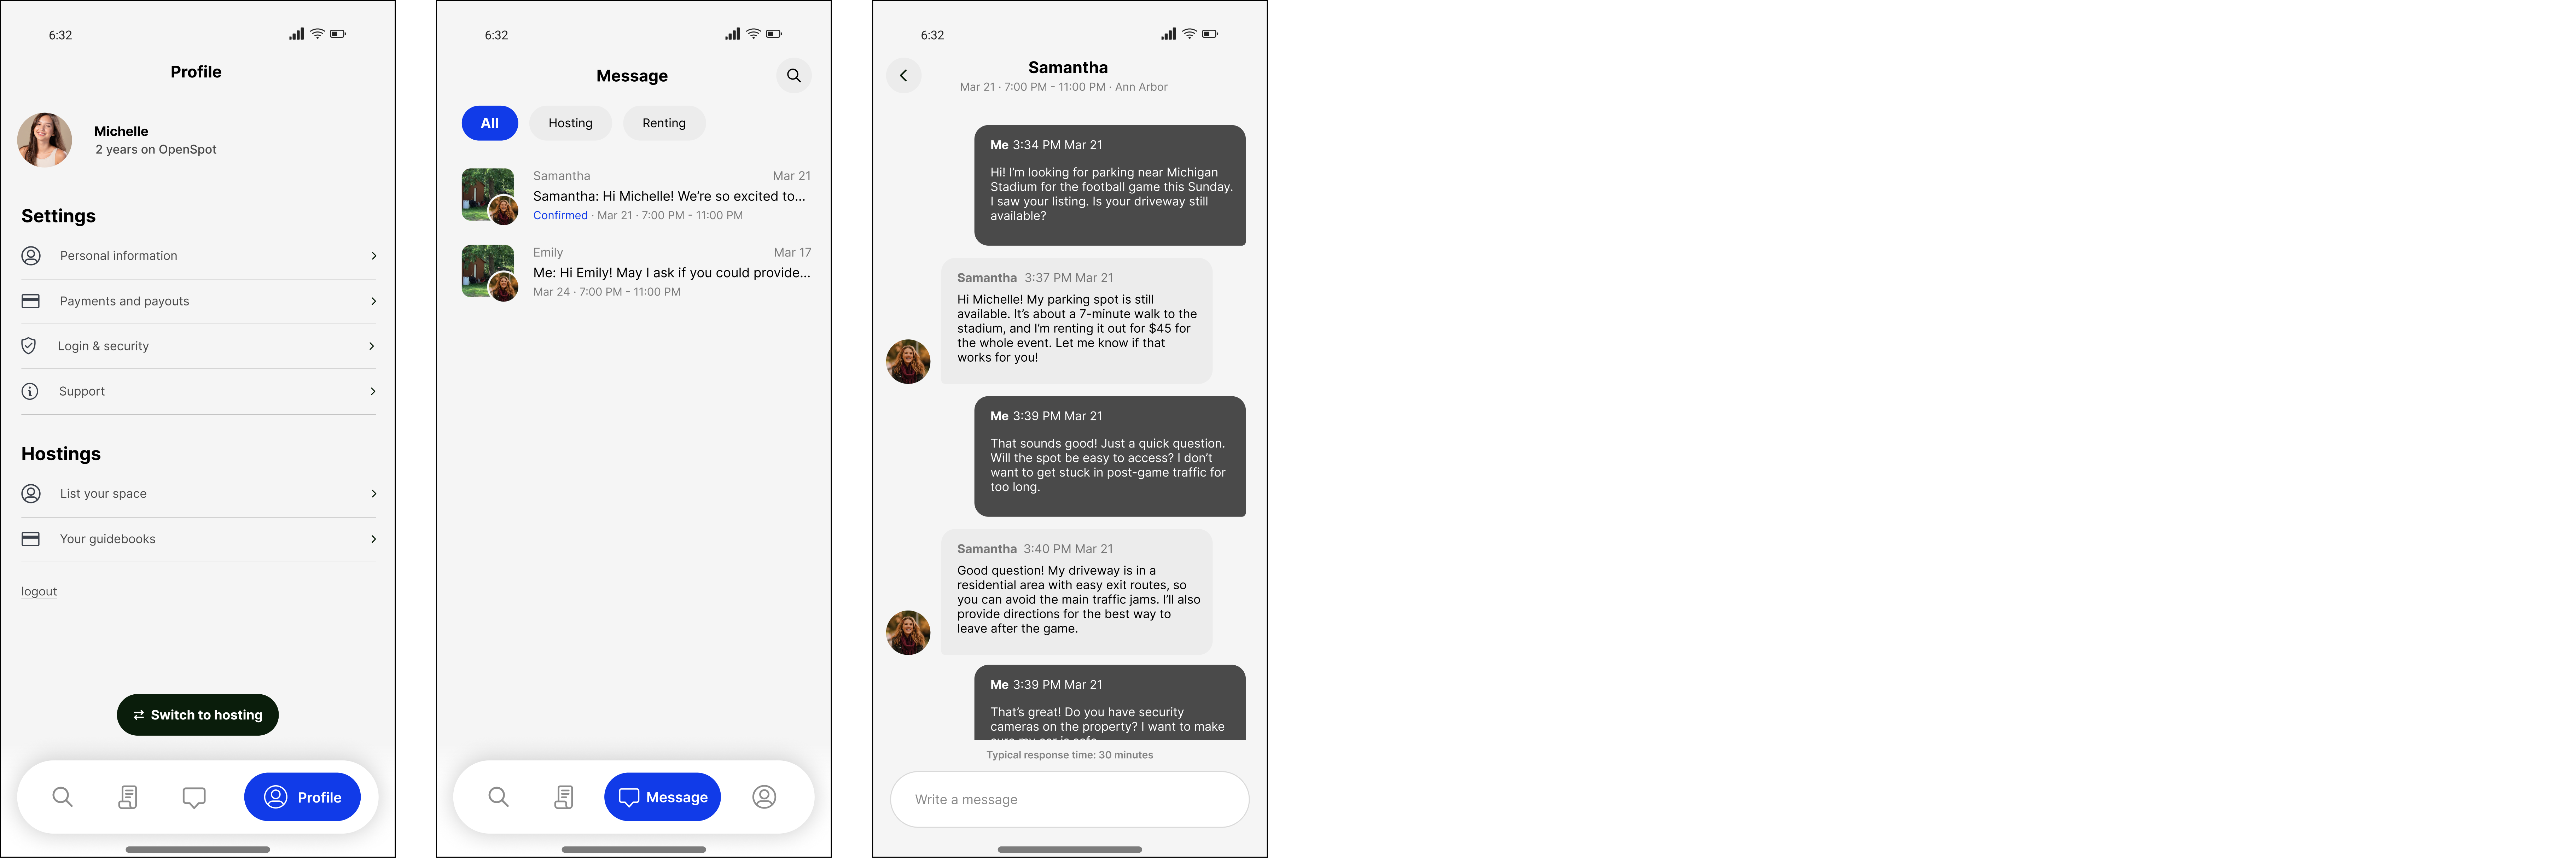 6:32
Profile
Michelle
2 years on OpenSpot
Settings
Personal information
Payments and payouts
Login & security
Support
Hostings
List your space
Your guidebooks
logout
Switch to hosting
Profile
6:32
Message
All Hosting Renting
Samantha Mar 21
Samantha: Hi Michelle! We're so excited to...
Confirmed · Mar 21 · 7:00 PM - 11:00 PM
Emily Mar 17
Me: Hi Emily! May I ask if you could provide...
Mar 24 · 7:00 PM - 11:00 PM
Message
6:32
Samantha
Mar 21 · 7:00 PM - 11:00 PM · Ann Arbor
Me 3:34 PM Mar 21
Hi! I'm looking for parking near Michigan
Stadium for the football game this Sunday.
I saw your listing. Is your driveway still
available?
Samantha 3:37 PM Mar 21
Hi Michelle! My parking spot is still
available. It's about a 7-minute walk to the
stadium, and I'm renting it out for $45 for
the whole event. Let me know if that
works for you!
Me 3:39 PM Mar 21
That sounds good! Just a quick question.
Will the spot be easy to access? I don't
want to get stuck in post-game traffic for
too long.
Samantha 3:40 PM Mar 21
Good question! My driveway is in a
residential area with easy exit routes, so
you can avoid the main traffic jams. I'll also
provide directions for the best way to
leave after the game.
Me 3:39 PM Mar 21
That's great! Do you have security
cameras on the property? I want to make
sure my car is safe.
Typical response time: 30 minutes
Write a message